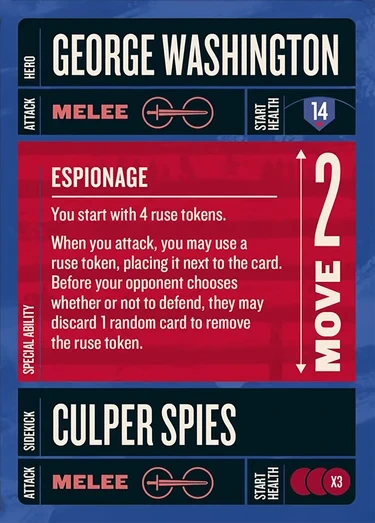 HERO
GEORGE WASHINGTON
ATTACK
MELEE
START
HEALTH
14
SPECIAL ABILITY
ESPIONAGE
You start with 4 ruse tokens.
When you attack, you may use a
ruse token, placing it next to the card.
Before your opponent chooses
whether or not to defend, they may
discard 1 random card to remove
the ruse token.
MOVE 2
SIDEKICK
CULPER SPIES
ATTACK
MELEE
START
HEALTH
X3